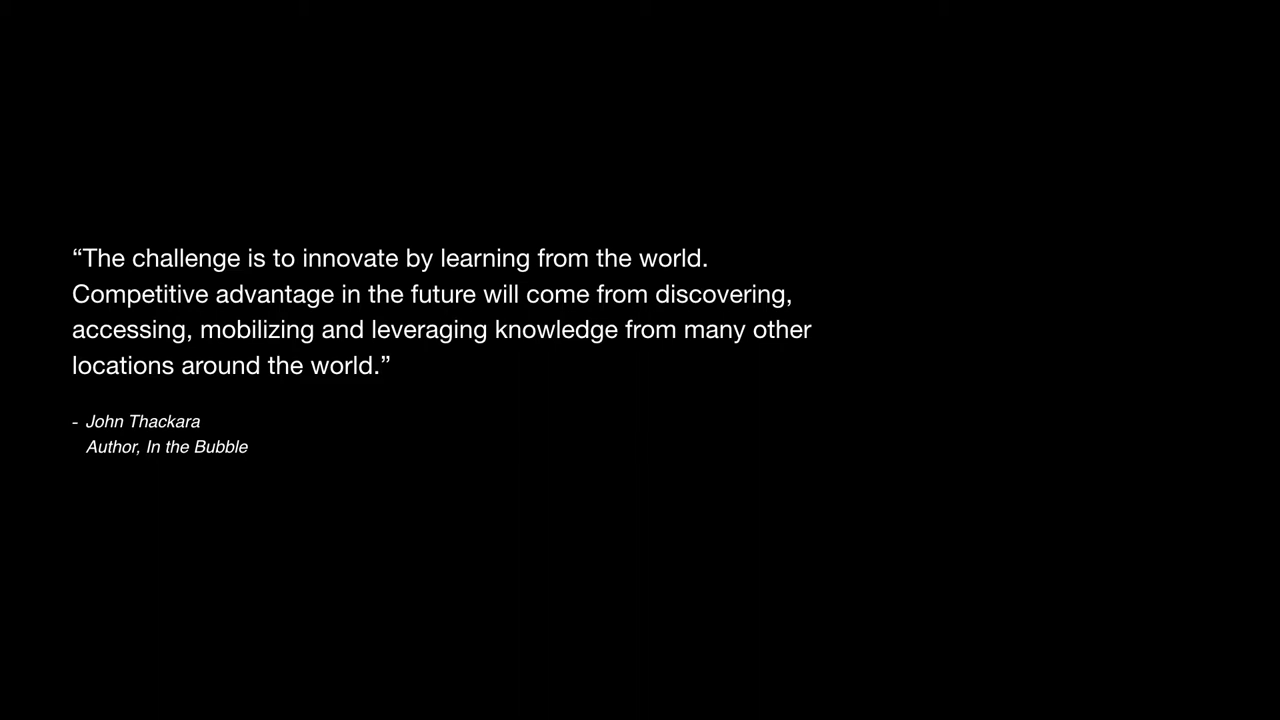 “The challenge is to innovate by learning from the world.
Competitive advantage in the future will come from discovering,
accessing, mobilizing and leveraging knowledge from many other
locations around the world.”
- John Thackara
Author, In the Bubble